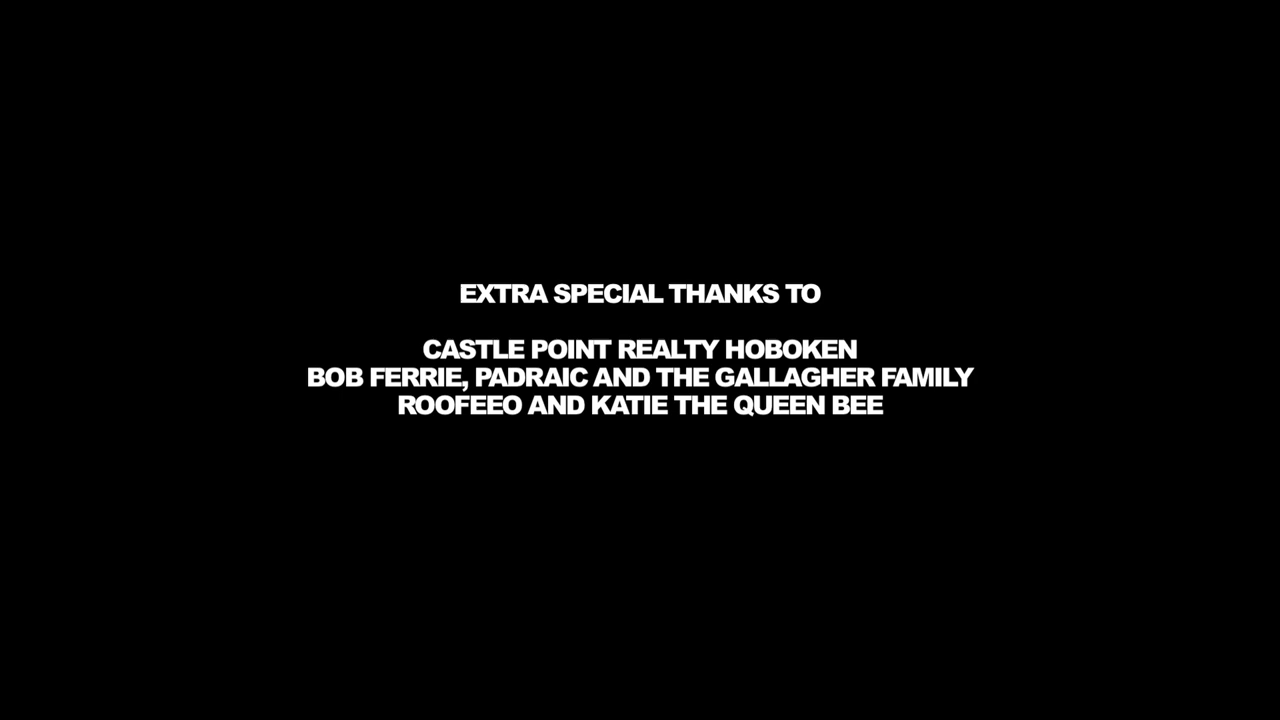 EXTRA SPECIAL THANKS TO
CASTLE POINT REALTY HOBOKEN
BOB FERRIE, PADRAIC AND THE GALLAGHER FAMILY
ROOFEEO AND KATIE THE QUEEN BEE